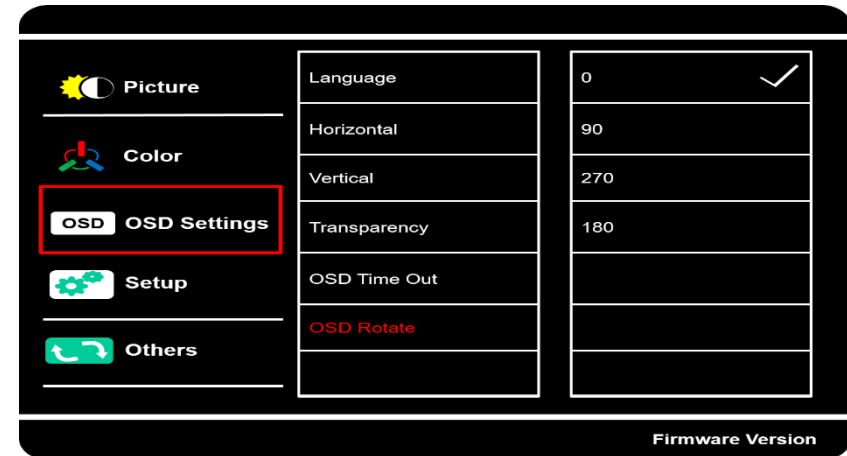 Picture
Color
OSD OSD Settings
Setup
Others
Language
Horizontal
Vertical
Transparency
OSD Time Out
OSD Rotate
0
90
270
180
Firmware Version